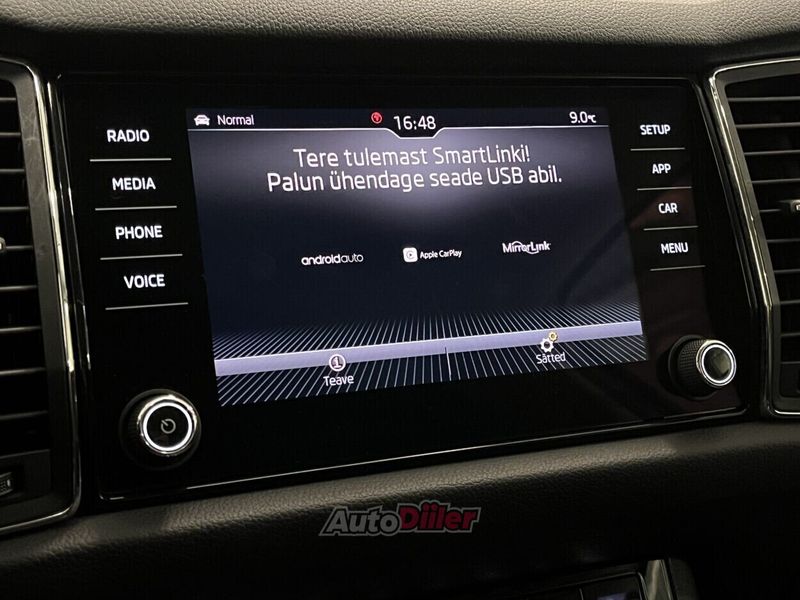 Normal
16:48
9.0°C
RADIO
MEDIA
PHONE
VOICE
SETUP
APP
CAR
MENU
Tere tulemast SmartLinki!
Palun ühendage seade USB abil.
androidauto
Apple CarPlay
MirrorLink
Teave
Sätted
AutoDiiler